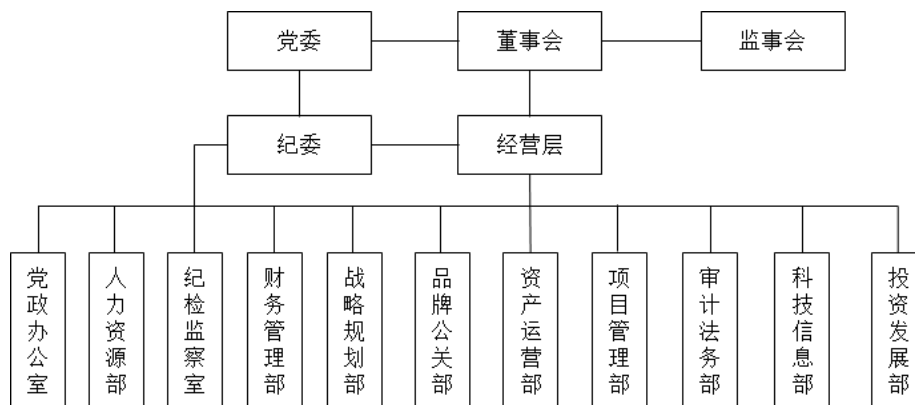 党委
董事会
监事会
纪委
经营层
党政办公室
人力资源部
纪检监察室
财务管理部
战略规划部
品牌公关部
资产运营部
项目管理部
审计法务部
科技信息部
投资发展部